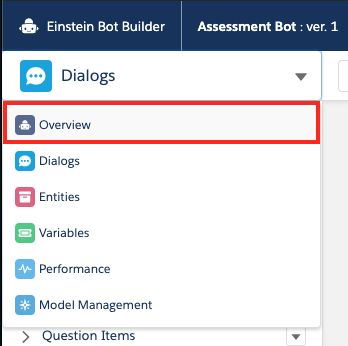 Einstein Bot Builder
Assessment Bot : ver. 1
Dialogs
Overview
Dialogs
Entities
Variables
Performance
Model Management
Question Items